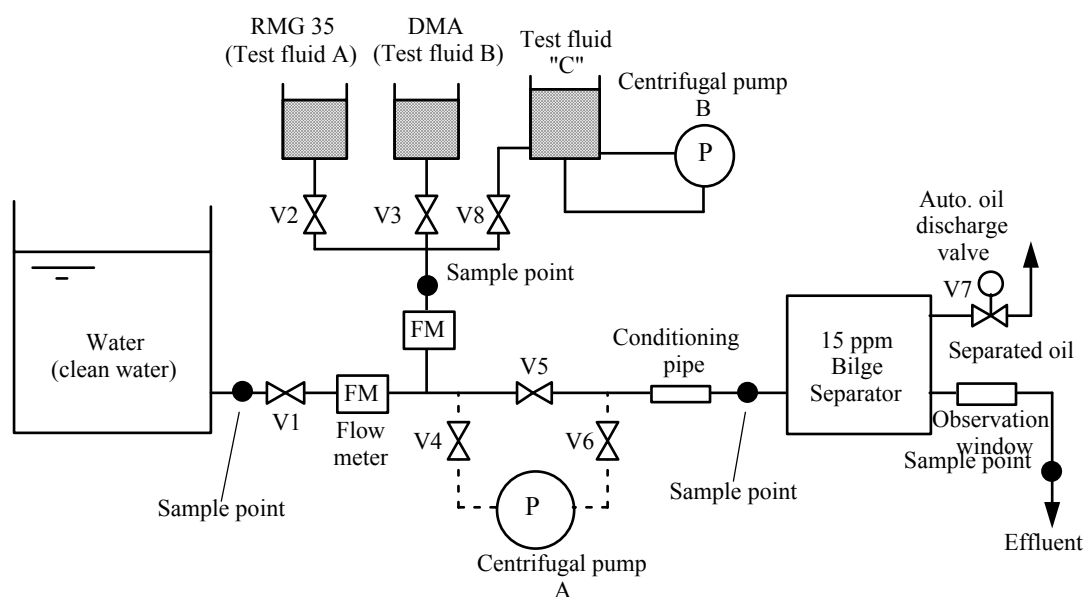 RMG 35
(Test fluid A)
DMA
(Test fluid B)
Test fluid
"C"
Centrifugal pump
B
P
V2
V3
V8
Auto. oil
discharge
valve
V7
Sample point
Water
(clean water)
FM
Conditioning
pipe
15 ppm
Bilge
Separator
Separated oil
V5
V1
FM
Flow
meter
V4
V6
Observation
window
Sample point
Sample point
Sample point
P
Centrifugal pump
A
Effluent